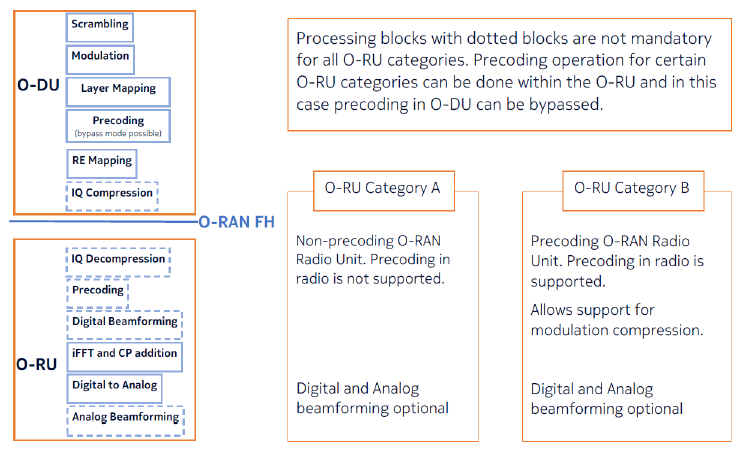 Scrambling
Modulation
O-DU
Layer Mapping
Precoding
(bypass mode possible)
RE Mapping
IQ Compression
O-RAN FH
IQ Decompression
Precoding
Digital Beamforming
O-RU
iFFT and CP addition
Digital to Analog
Analog Beamforming
Processing blocks with dotted blocks are not mandatory
for all O-RU categories. Precoding operation for certain
O-RU categories can be done within the O-RU and in this
case precoding in O-DU can be bypassed.
O-RU Category A
Non-precoding O-RAN
Radio Unit. Precoding in
radio is not supported.
Digital and Analog
beamforming optional
O-RU Category B
Precoding O-RAN Radio
Unit. Precoding in radio is
supported.
Allows support for
modulation compression.
Digital and Analog
beamforming optional